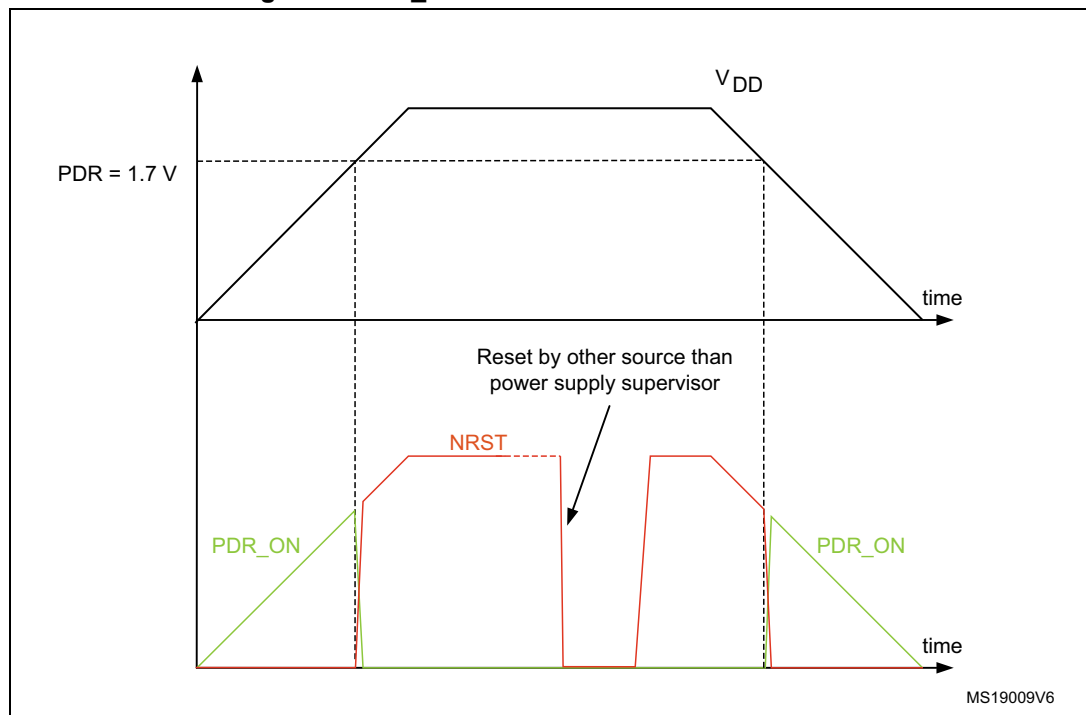 V DD
PDR = 1.7 V
time
Reset by other source than
power supply supervisor
NRST
PDR_ON
PDR_ON
time
MS19009V6